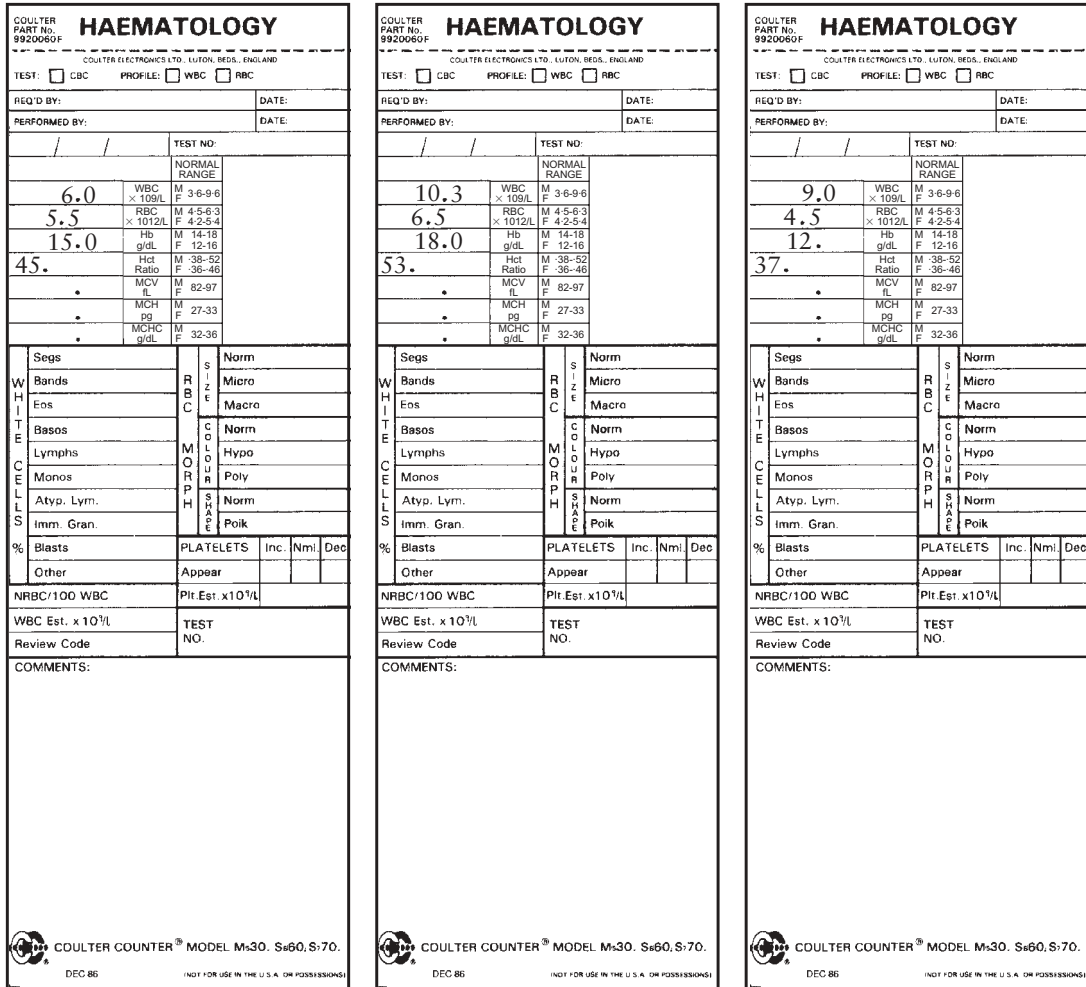 COULTER
PART No.
9920060F
HAEMATOLOGY
COULTER ELECTRONICS LTD., LUTON, BEDS., ENGLAND
TEST: CBC PROFILE: WBC RBC
REQ'D BY: DATE:
PERFORMED BY: DATE:
/ / TEST NO:
NORMAL
RANGE
6.0 WBC × 109/L M F 3·6-9·6
5.5 RBC × 1012/L M 4·5-6·3 F 4·2-5·4
15.0 Hb g/dL M 14-18 F 12-16
45. Hct Ratio M ·38-·52 F ·36-·46
. MCV fL M F 82-97
. MCH pg M F 27-33
. MCHC g/dL M F 32-36
WHITE CELLS %
Segs
Bands
Eos
Basos
Lymphs
Monos
Atyp. Lym.
Imm. Gran.
Blasts
Other
RBC MORPH
SIZE
Norm
Micro
Macro
COLOUR
Norm
Hypo
Poly
SHAPE
Norm
Poik
PLATELETS Inc. Nml. Dec
Appear
NRBC/100 WBC Plt.Est. x10⁹/L
WBC Est. x 10⁹/L TEST NO.
Review Code
COMMENTS:
COULTER COUNTER® MODEL Ms30. Ss60, S770.
DEC 86 (NOT FOR USE IN THE U.S.A. OR POSSESSIONS)
COULTER
PART No.
9920060F
HAEMATOLOGY
COULTER ELECTRONICS LTD., LUTON, BEDS., ENGLAND
TEST: CBC PROFILE: WBC RBC
REQ'D BY: DATE:
PERFORMED BY: DATE:
/ / TEST NO:
NORMAL
RANGE
10.3 WBC × 109/L M F 3·6-9·6
6.5 RBC × 1012/L M 4·5-6·3 F 4·2-5·4
18.0 Hb g/dL M 14-18 F 12-16
53. Hct Ratio M ·38-·52 F ·36-·46
. MCV fL M F 82-97
. MCH pg M F 27-33
. MCHC g/dL M F 32-36
WHITE CELLS %
Segs
Bands
Eos
Basos
Lymphs
Monos
Atyp. Lym.
Imm. Gran.
Blasts
Other
RBC MORPH
SIZE
Norm
Micro
Macro
COLOUR
Norm
Hypo
Poly
SHAPE
Norm
Poik
PLATELETS Inc. Nml. Dec
Appear
NRBC/100 WBC Plt.Est. x10⁹/L
WBC Est. x 10⁹/L TEST NO.
Review Code
COMMENTS:
COULTER COUNTER® MODEL Ms30. Ss60, S770.
DEC 86 (NOT FOR USE IN THE U.S.A. OR POSSESSIONS)
COULTER
PART No.
9920060F
HAEMATOLOGY
COULTER ELECTRONICS LTD., LUTON, BEDS., ENGLAND
TEST: CBC PROFILE: WBC RBC
REQ'D BY: DATE:
PERFORMED BY: DATE:
/ / TEST NO:
NORMAL
RANGE
9.0 WBC × 109/L M F 3·6-9·6
4.5 RBC × 1012/L M 4·5-6·3 F 4·2-5·4
12. Hb g/dL M 14-18 F 12-16
37. Hct Ratio M ·38-·52 F ·36-·46
. MCV fL M F 82-97
. MCH pg M F 27-33
. MCHC g/dL M F 32-36
WHITE CELLS %
Segs
Bands
Eos
Basos
Lymphs
Monos
Atyp. Lym.
Imm. Gran.
Blasts
Other
RBC MORPH
SIZE
Norm
Micro
Macro
COLOUR
Norm
Hypo
Poly
SHAPE
Norm
Poik
PLATELETS Inc. Nml. Dec
Appear
NRBC/100 WBC Plt.Est. x10⁹/L
WBC Est. x 10⁹/L TEST NO.
Review Code
COMMENTS:
COULTER COUNTER® MODEL Ms30. Ss60, S770.
DEC 86 (NOT FOR USE IN THE U.S.A. OR POSSESSIONS)